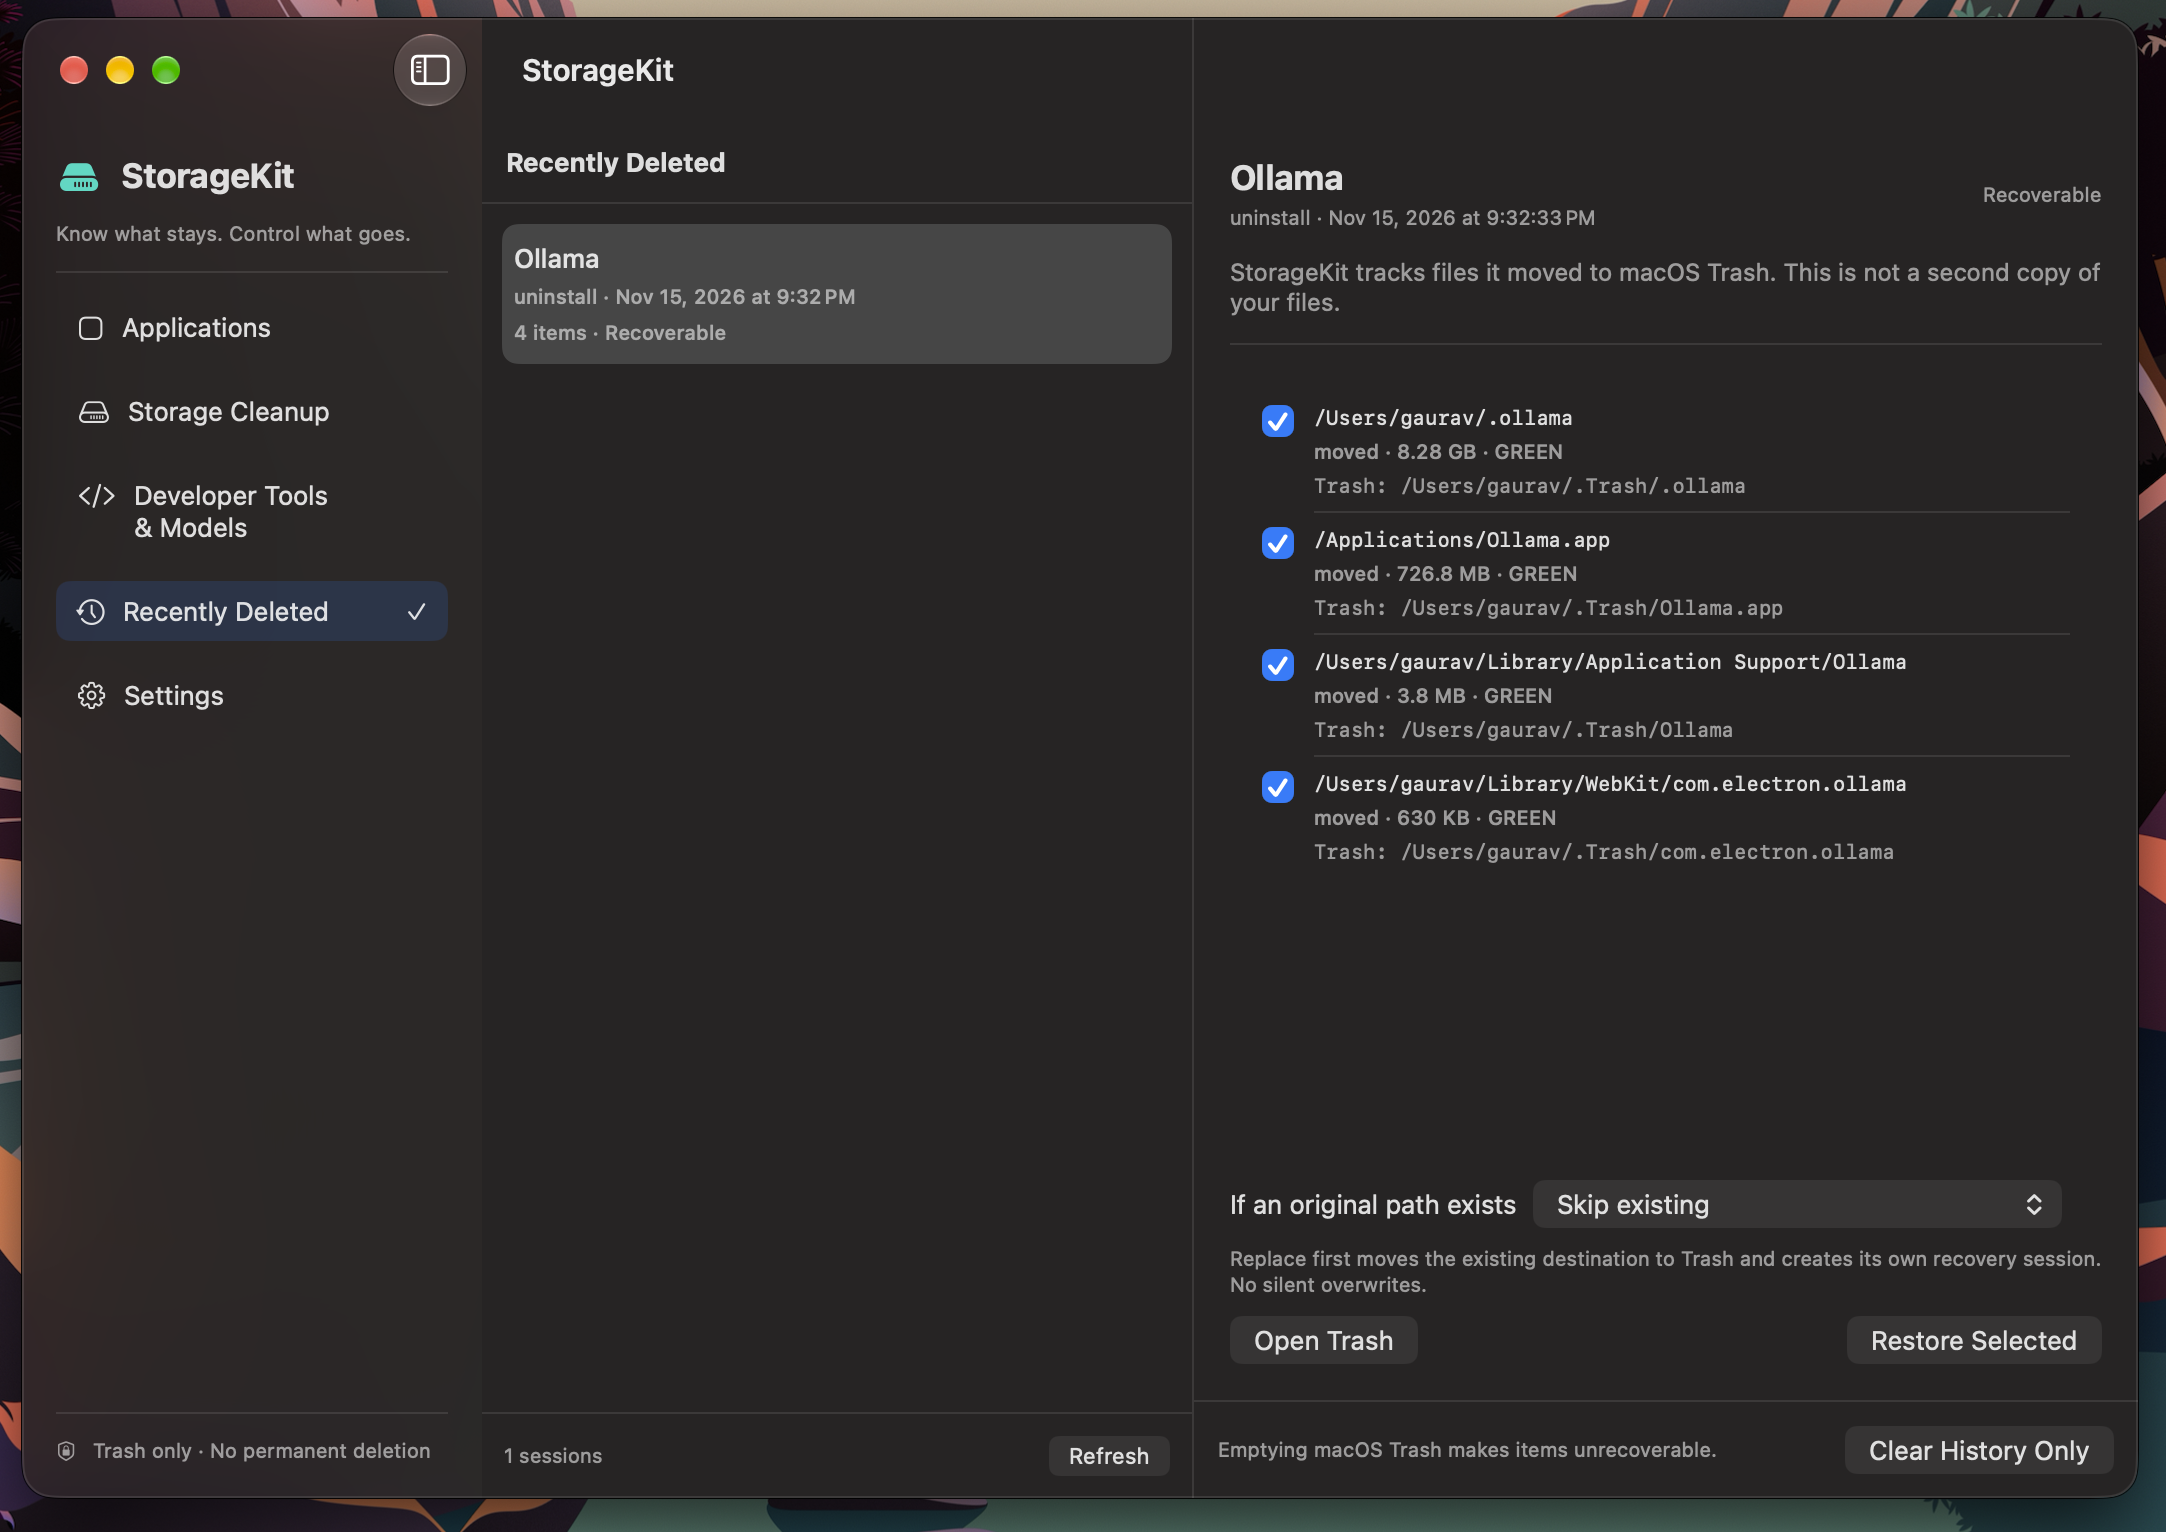 StorageKit
Know what stays. Control what goes.
Applications
Storage Cleanup
Developer Tools
& Models
Recently Deleted
Settings
Trash only · No permanent deletion
StorageKit
Recently Deleted
Ollama
uninstall · Nov 15, 2026 at 9:32 PM
4 items · Recoverable
1 sessions
Refresh
Ollama
Recoverable
uninstall · Nov 15, 2026 at 9:32:33 PM
StorageKit tracks files it moved to macOS Trash. This is not a second copy of
your files.
/Users/gaurav/.ollama
moved · 8.28 GB · GREEN
Trash: /Users/gaurav/.Trash/.ollama
/Applications/Ollama.app
moved · 726.8 MB · GREEN
Trash: /Users/gaurav/.Trash/Ollama.app
/Users/gaurav/Library/Application Support/Ollama
moved · 3.8 MB · GREEN
Trash: /Users/gaurav/.Trash/Ollama
/Users/gaurav/Library/WebKit/com.electron.ollama
moved · 630 KB · GREEN
Trash: /Users/gaurav/.Trash/com.electron.ollama
If an original path exists
Skip existing
Replace first moves the existing destination to Trash and creates its own recovery session.
No silent overwrites.
Open Trash
Restore Selected
Emptying macOS Trash makes items unrecoverable.
Clear History Only